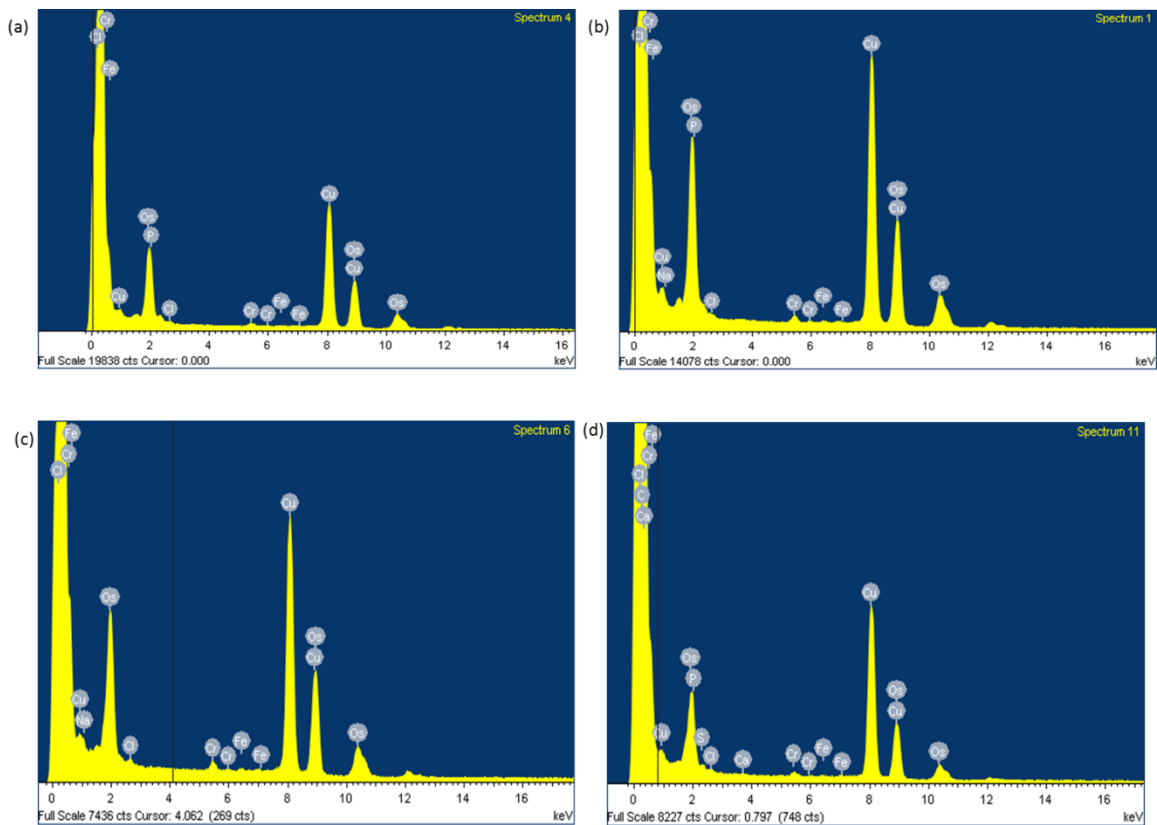 (a)
Spectrum 4
Cr
Cl
Fe
Os
P
Cu
Cl
Cr
Cr
Fe
Fe
Cu
Os
Cu
Os
0 2 4 6 8 10 12 14 16
Full Scale 19838 cts Cursor: 0.000 keV
(b)
Spectrum 1
Cr
Cl
Fe
Os
P
Cu
Na
Cl
Cr
Cr
Fe
Fe
Cu
Os
Cu
Os
0 2 4 6 8 10 12 14 16
Full Scale 14078 cts Cursor: 0.000 keV
(c)
Spectrum 6
Fe
Cr
Cl
Os
Cu
Na
Cl
Cr
Cr
Fe
Fe
Cu
Os
Cu
Os
0 2 4 6 8 10 12 14 16
Full Scale 7436 cts Cursor: 4.062 (269 cts) keV
(d)
Spectrum 11
Fe
Cr
Cl
C
Ca
Os
P
Cu
S
Cl
Ca
Cr
Cr
Fe
Fe
Cu
Os
Cu
Os
0 2 4 6 8 10 12 14 16
Full Scale 8227 cts Cursor: 0.797 (748 cts) keV